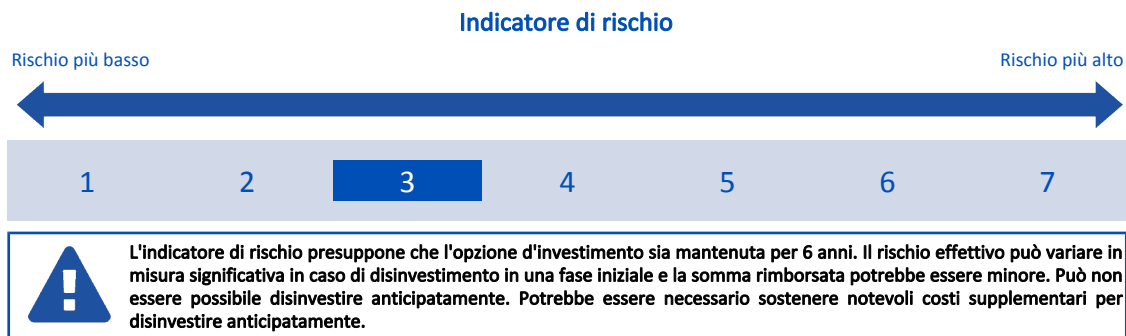 Indicatore di rischio
Rischio più basso
Rischio più alto
1 2 3 4 5 6 7
L'indicatore di rischio presuppone che l'opzione d'investimento sia mantenuta per 6 anni. Il rischio effettivo può variare in
misura significativa in caso di disinvestimento in una fase iniziale e la somma rimborsata potrebbe essere minore. Può non
essere possibile disinvestire anticipatamente. Potrebbe essere necessario sostenere notevoli costi supplementari per
disinvestire anticipatamente.